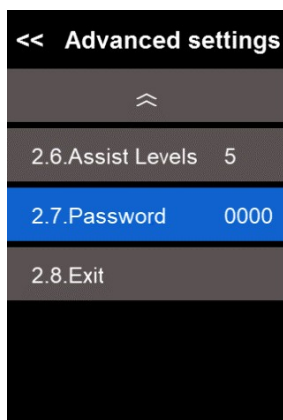 << Advanced settings
2.6.Assist Levels 5
2.7.Password 0000
2.8.Exit